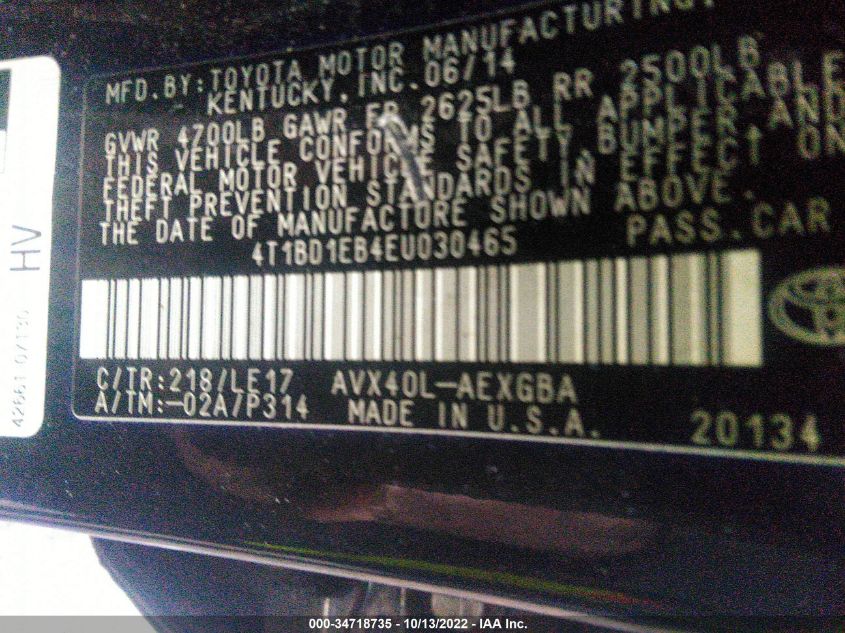 MFD.BY:TOYOTA MOTOR MANUFACTURING,
KENTUCKY,INC.06/14
GVWR 4700LB GAWR FR 2625LB RR 2500LB
THIS VEHICLE CONFORMS TO ALL APPLICABLE
FEDERAL MOTOR VEHICLE SAFETY,BUMPER,AND
THEFT PREVENTION STANDARDS IN EFFECT ON
THE DATE OF MANUFACTURE SHOWN ABOVE.
4T1BD1EB4EU030465 PASS.CAR
C/TR:218/LE17 AVX40L-AEXGBA
A/TM:-02A/P314 MADE IN U.S.A. 20134
HV
000-34718735 - 10/13/2022 - IAA Inc.